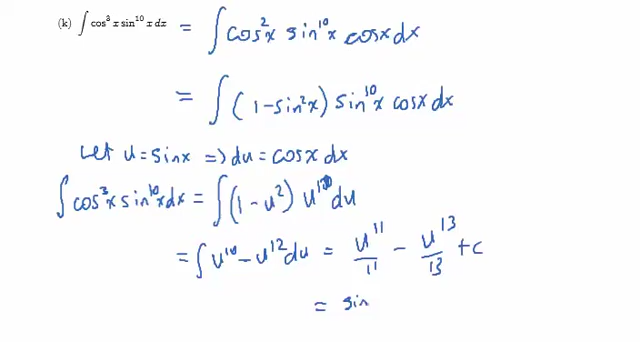 (k) ∫ cos³ x sin¹⁰ x dx = ∫ cos²x sin¹⁰x cosx dx
= ∫ (1 - sin²x) sin¹⁰x cosx dx
Let u = sinx => du = cosx dx
∫ cos³x sin¹⁰x dx = ∫ (1 - u²) u¹⁰ du
= ∫ u¹⁰ - u¹² du = u¹¹/11 - u¹³/13 + c
= sin